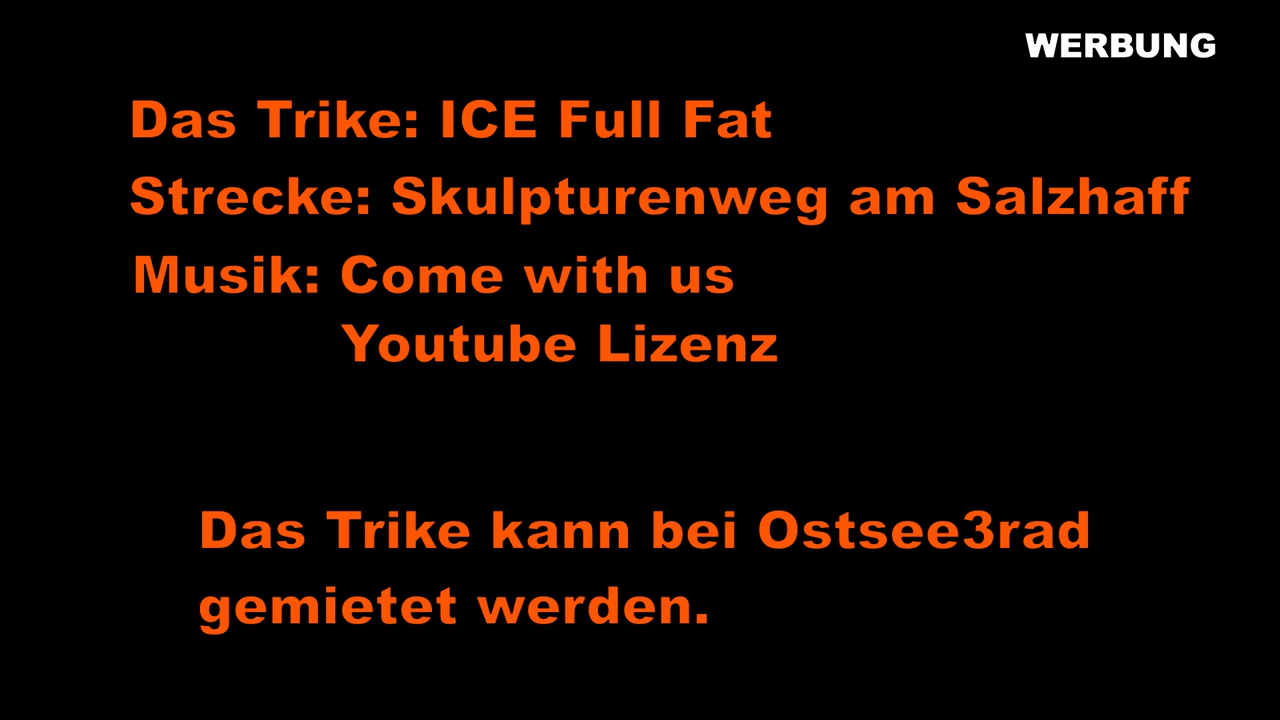 WERBUNG
Das Trike: ICE Full Fat
Strecke: Skulpturenweg am Salzhaff
Musik: Come with us
Youtube Lizenz
Das Trike kann bei Ostsee3rad
gemietet werden.